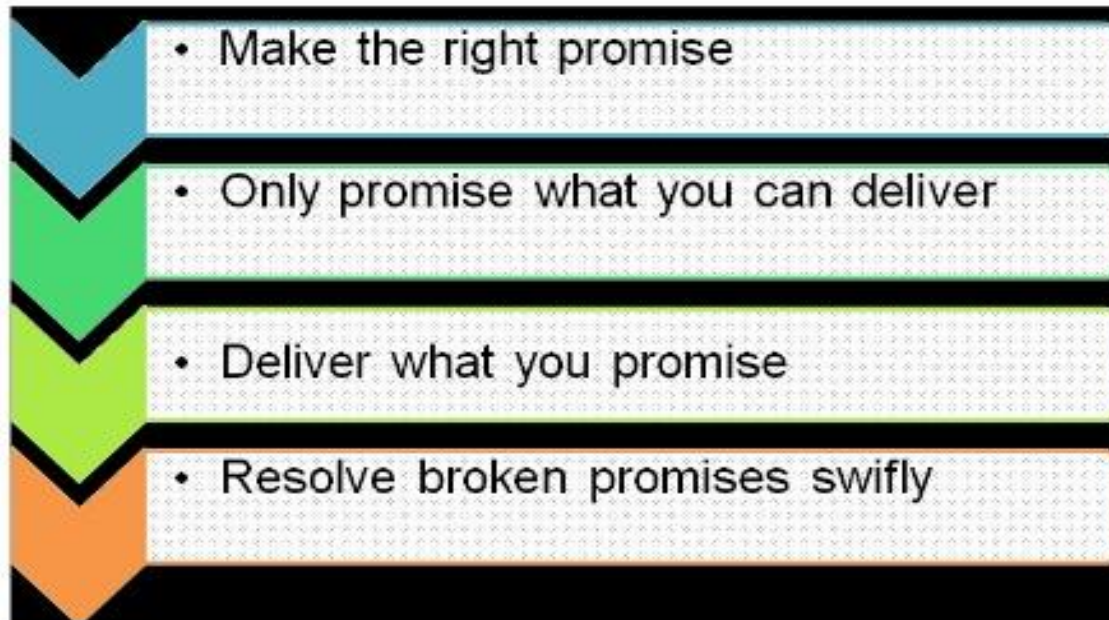 • Make the right promise
• Only promise what you can deliver
• Deliver what you promise
• Resolve broken promises swifly